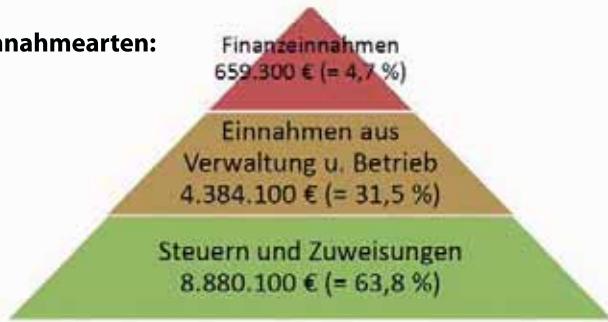 nnahmearten:
Finanzeinnahmen
659.300 € (= 4,7 %)
Einnahmen aus
Verwaltung u. Betrieb
4.384.100 € (= 31,5 %)
Steuern und Zuweisungen
8.880.100 € (= 63,8 %)